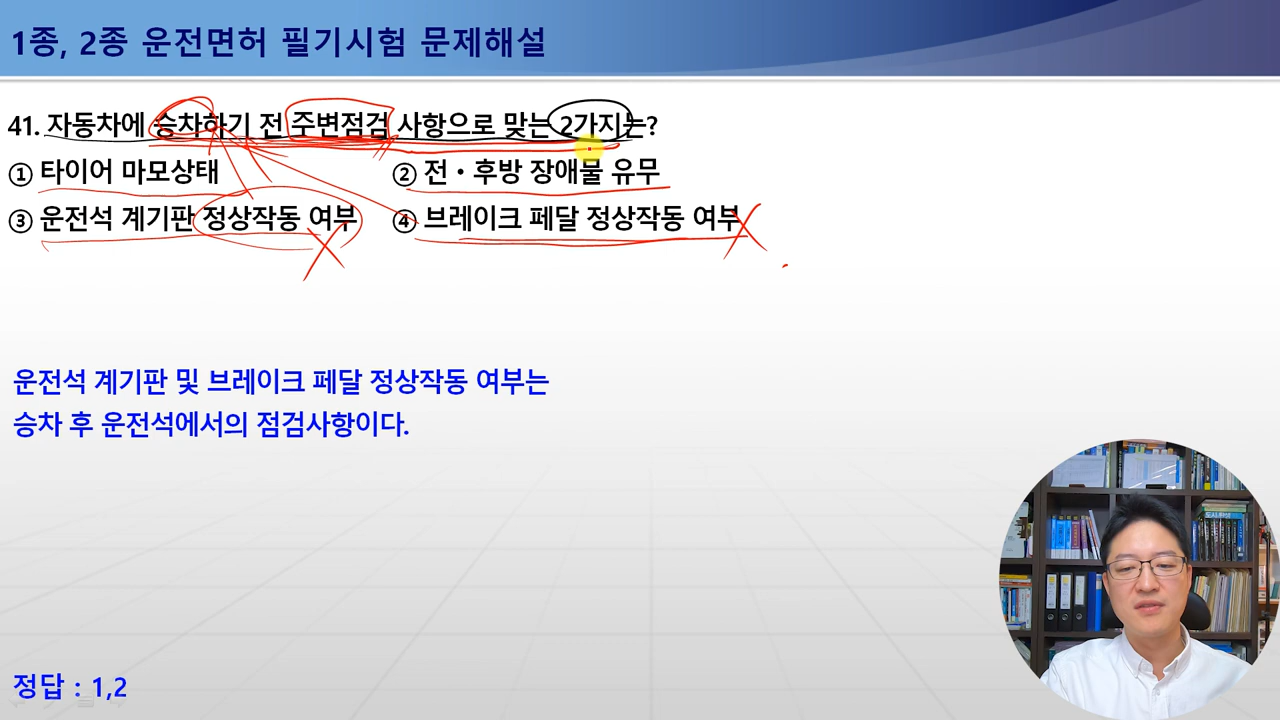 1종, 2종 운전면허 필기시험 문제해설
41. 자동차에 승차하기 전 주변점검 사항으로 맞는 2가지는?
① 타이어 마모상태 ② 전・후방 장애물 유무
③ 운전석 계기판 정상작동 여부 ④ 브레이크 페달 정상작동 여부
운전석 계기판 및 브레이크 페달 정상작동 여부는
승차 후 운전석에서의 점검사항이다.
정답 : 1,2